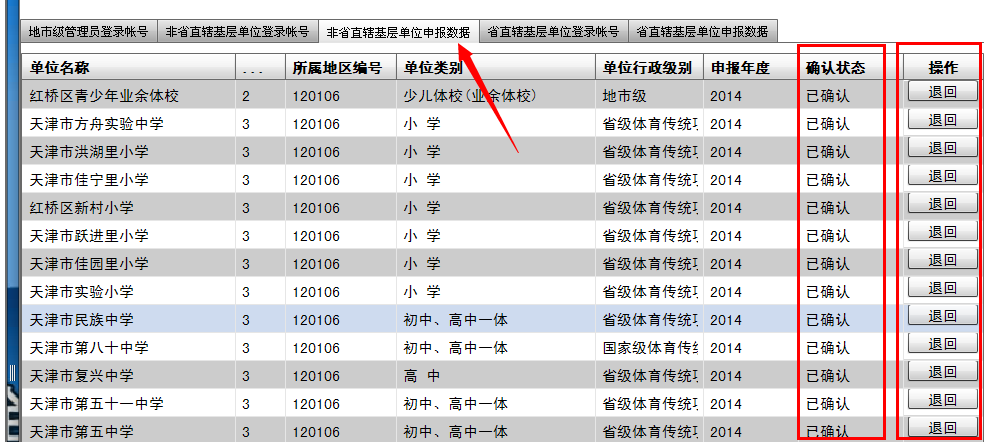 地市级管理员登录帐号 非省直辖基层单位登录帐号 非省直辖基层单位申报数据 省直辖基层单位登录帐号 省直辖基层单位申报数据
单位名称 ... 所属地区编号 单位类别 单位行政级别 申报年度 确认状态 操作
红桥区青少年业余体校 2 120106 少儿体校(业余体校) 地市级 2014 已确认 退回
天津市方舟实验中学 3 120106 小 学 省级体育传统项 2014 已确认 退回
天津市洪湖里小学 3 120106 小 学 省级体育传统项 2014 已确认 退回
天津市佳宁里小学 3 120106 小 学 省级体育传统项 2014 已确认 退回
红桥区新村小学 3 120106 小 学 省级体育传统项 2014 已确认 退回
天津市跃进里小学 3 120106 小 学 省级体育传统项 2014 已确认 退回
天津市佳园里小学 3 120106 小 学 省级体育传统项 2014 已确认 退回
天津市实验小学 3 120106 小 学 省级体育传统项 2014 已确认 退回
天津市民族中学 3 120106 初中、高中一体 省级体育传统项 2014 已确认 退回
天津市第八十中学 3 120106 初中、高中一体 国家级体育传统 2014 已确认 退回
天津市复兴中学 3 120106 高 中 省级体育传统项 2014 已确认 退回
天津市第五十一中学 3 120106 初中、高中一体 省级体育传统项 2014 已确认 退回
天津市第五中学 3 120106 初中、高中一体 省级体育传统项 2014 已确认 退回